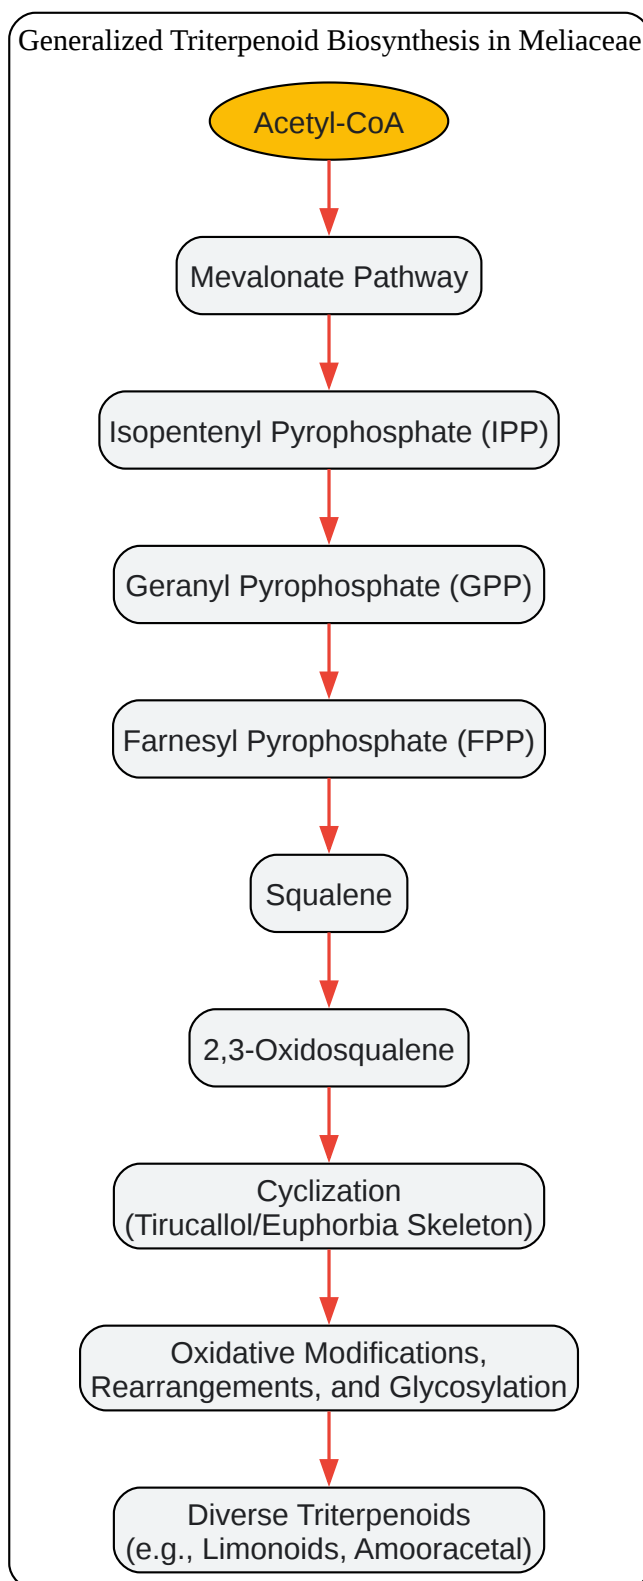 Generalized Triterpenoid Biosynthesis in Meliaceae
Acetyl-CoA
Mevalonate Pathway
Isopentenyl Pyrophosphate (IPP)
Geranyl Pyrophosphate (GPP)
Farnesyl Pyrophosphate (FPP)
Squalene
2,3-Oxidosqualene
Cyclization
(Tirucallol/Euphorbia Skeleton)
Oxidative Modifications,
Rearrangements, and Glycosylation
Diverse Triterpenoids
(e.g., Limonoids, Amooracetal)